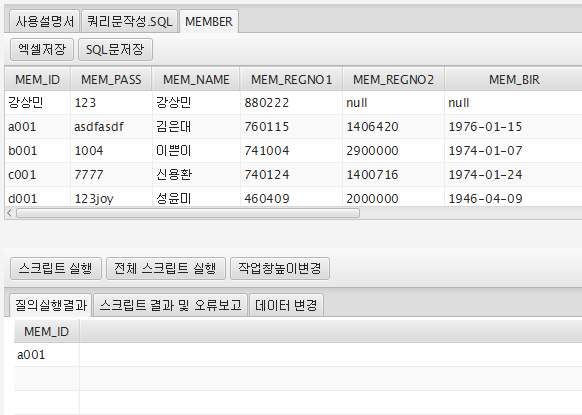 사용설명서 쿼리문작성.SQL MEMBER
엑셀저장 SQL문저장
MEM_ID MEM_PASS MEM_NAME MEM_REGNO1 MEM_REGNO2 MEM_BIR
강상민 123 강상민 880222 null null
a001 asdfasdf 김은대 760115 1406420 1976-01-15
b001 1004 이쁜이 741004 2900000 1974-01-07
c001 7777 신용환 740124 1400716 1974-01-24
d001 123joy 성윤미 460409 2000000 1946-04-09
스크립트 실행 전체 스크립트 실행 작업창높이변경
질의실행결과 스크립트 결과 및 오류보고 데이터 변경
MEM_ID
a001